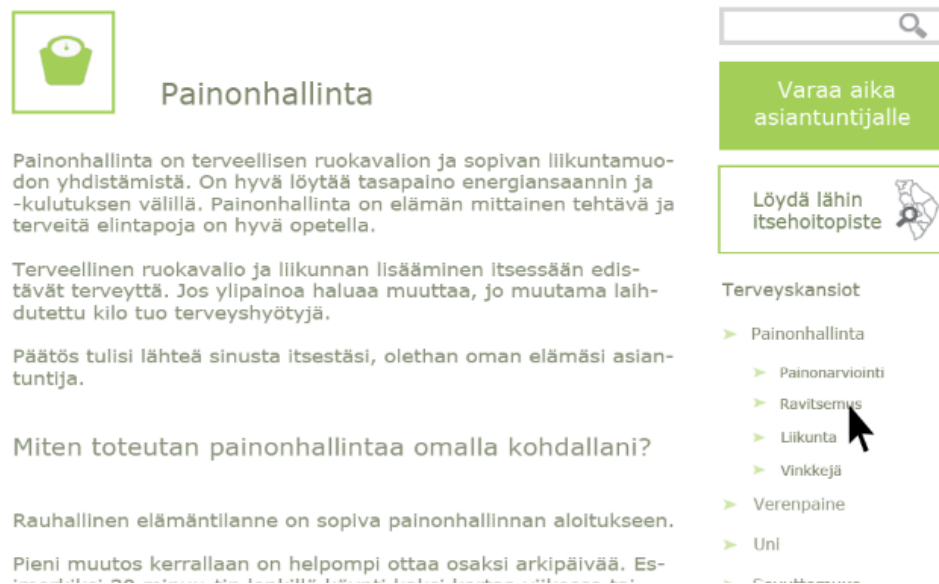 Painonhallinta
Painonhallinta on terveellisen ruokavalion ja sopivan liikuntamuo-
don yhdistämistä. On hyvä löytää tasapaino energiansaannin ja
-kulutuksen välillä. Painonhallinta on elämän mittainen tehtävä ja
terveitä elintapoja on hyvä opetella.
Terveellinen ruokavalio ja liikunnan lisääminen itsessään edis-
tävät terveyttä. Jos ylipainoa haluaa muuttaa, jo muutama laih-
dutettu kilo tuo terveyshyötyjä.
Päätös tulisi lähteä sinusta itsestäsi, olethan oman elämäsi asian-
tuntija.
Miten toteutan painonhallintaa omalla kohdallani?
Rauhallinen elämäntilanne on sopiva painonhallinnan aloitukseen.
Pieni muutos kerrallaan on helpompi ottaa osaksi arkipäivää. Es-
Varaa aika
asiantuntijalle
Löydä lähin
itsehoitopiste
Terveyskansiot
Painonhallinta
Painonarviointi
Ravitsemus
Liikunta
Vinkkejä
Verenpaine
Uni